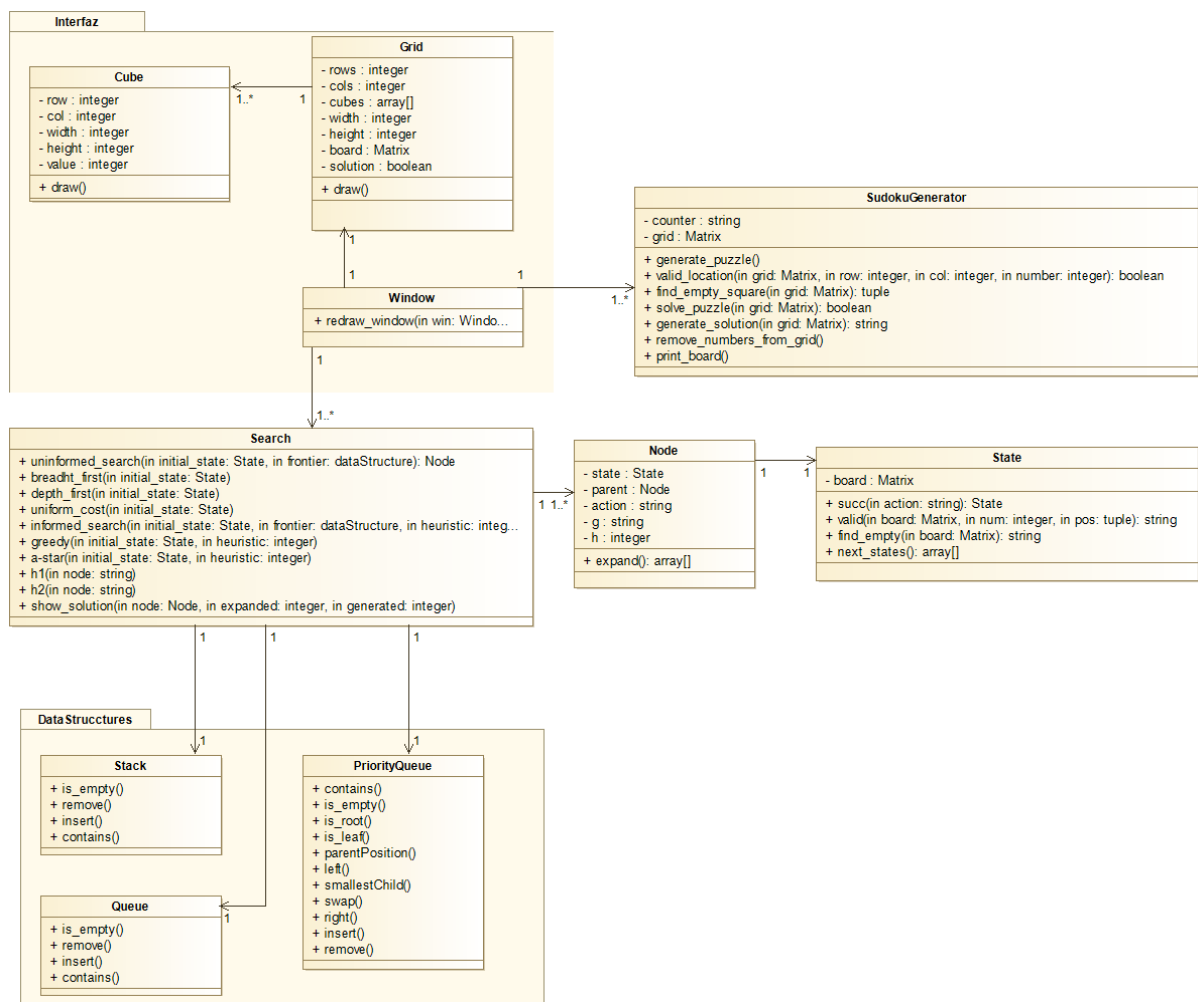 Interfaz
Grid
- rows : integer
- cols : integer
- cubes : array[]
- width : integer
- height : integer
- board : Matrix
- solution : boolean
+ draw()
Cube
- row : integer
- col : integer
- width : integer
- height : integer
- value : integer
+ draw()
1..*
1
1
1
Window
+ redraw_window(in win: Windo...
1
1..*
1
1..*
SudokuGenerator
- counter : string
- grid : Matrix
+ generate_puzzle()
+ valid_location(in grid: Matrix, in row: integer, in col: integer, in number: integer): boolean
+ find_empty_square(in grid: Matrix): tuple
+ solve_puzzle(in grid: Matrix): boolean
+ generate_solution(in grid: Matrix): string
+ remove_numbers_from_grid()
+ print_board()
Search
+ uninformed_search(in initial_state: State, in frontier: dataStructure): Node
+ breadht_first(in initial_state: State)
+ depth_first(in initial_state: State)
+ uniform_cost(in initial_state: State)
+ informed_search(in initial_state: State, in frontier: dataStructure, in heuristic: integ...
+ greedy(in initial_state: State, in heuristic: integer)
+ a-star(in initial_state: State, in heuristic: integer)
+ h1(in node: string)
+ h2(in node: string)
+ show_solution(in node: Node, in expanded: integer, in generated: integer)
1
1..*
Node
- state : State
- parent : Node
- action : string
- g : string
- h : integer
+ expand(): array[]
1
1
State
- board : Matrix
+ succ(in action: string): State
+ valid(in board: Matrix, in num: integer, in pos: tuple): string
+ find_empty(in board: Matrix): string
+ next_states(): array[]
1
1
1
DataStrucctures
1
1
Stack
+ is_empty()
+ remove()
+ insert()
+ contains()
PriorityQueue
+ contains()
+ is_empty()
+ is_root()
+ is_leaf()
+ parentPosition()
+ left()
+ smallestChild()
+ swap()
+ right()
+ insert()
+ remove()
Queue
1
+ is_empty()
+ remove()
+ insert()
+ contains()